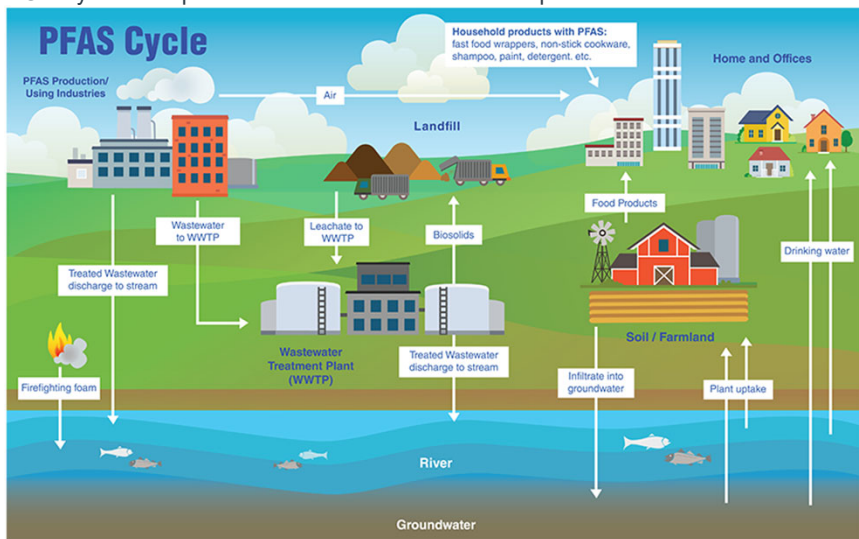 PFAS Cycle
Household products with PFAS:
fast food wrappers, non-stick cookware,
shampoo, paint, detergent. etc.
Home and Offices
PFAS Production/
Using Industries
Air
Landfill
Food Products
Wastewater
to WWTP
Leachate to
WWTP
Biosolids
Drinking water
Treated Wastewater
discharge to stream
Soil / Farmland
Wastewater
Treatment Plant
(WWTP)
Treated Wastewater
discharge to stream
Infiltrate into
groundwater
Plant uptake
Firefighting foam
River
Groundwater